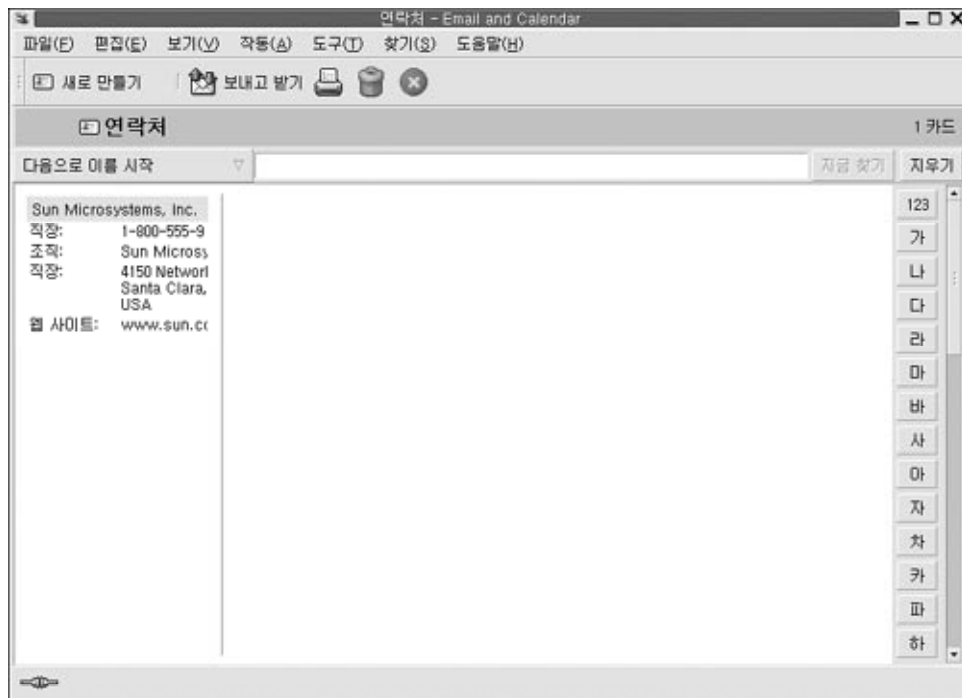 연락처 - Email and Calendar
파일(F) 편집(E) 보기(V) 작동(A) 도구(T) 찾기(S) 도움말(H)
새로 만들기 보내고 받기
연락처 1 카드
다음으로 이름 시작 지금 찾기 지우기
Sun Microsystems, Inc.
직장: 1-800-555-9
조직: Sun Microsy
직장: 4150 Networl
Santa Clara,
USA
웹 사이트: www.sun.cc
123
가
나
다
라
마
바
사
아
자
차
카
파
하